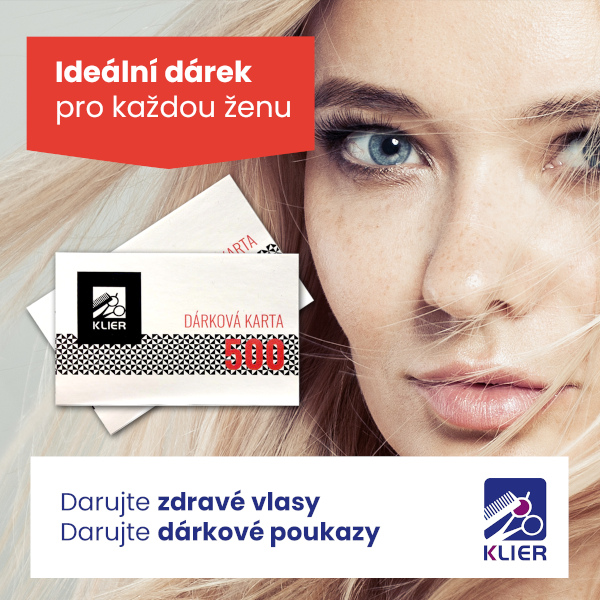 Ideální dárek
pro každou ženu
KARTA
KLIER
DÁRKOVÁ KARTA
500
Darujte zdravé vlasy
Darujte dárkové poukazy
KLIER